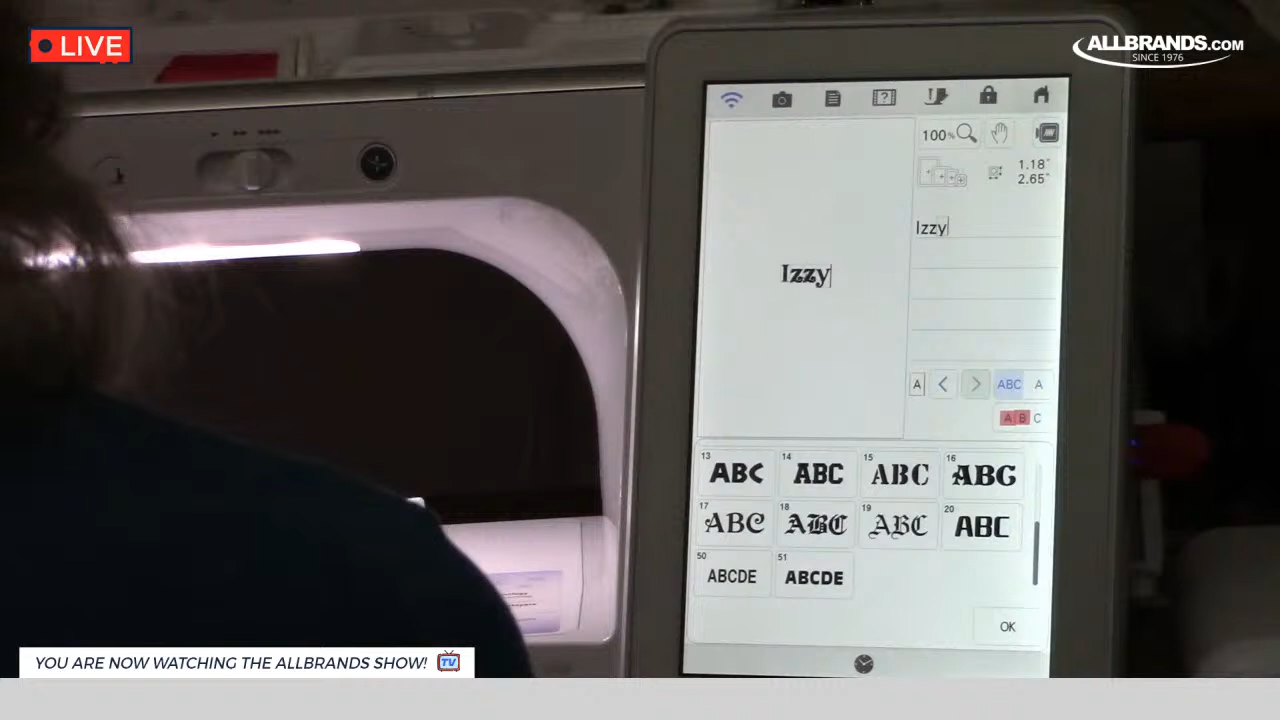 LIVE
ALLBRANDS.COM
SINCE 1976
100%
1.18"
2.65"
Izzy
Izzy
A < > ABC A
A B C
13 ABC 14 ABC 15 ABC 16 ABC
17 ABC 18 ABC 19 ABC 20 ABC
50 ABCDE 51 ABCDE
OK
YOU ARE NOW WATCHING THE ALLBRANDS SHOW! TV